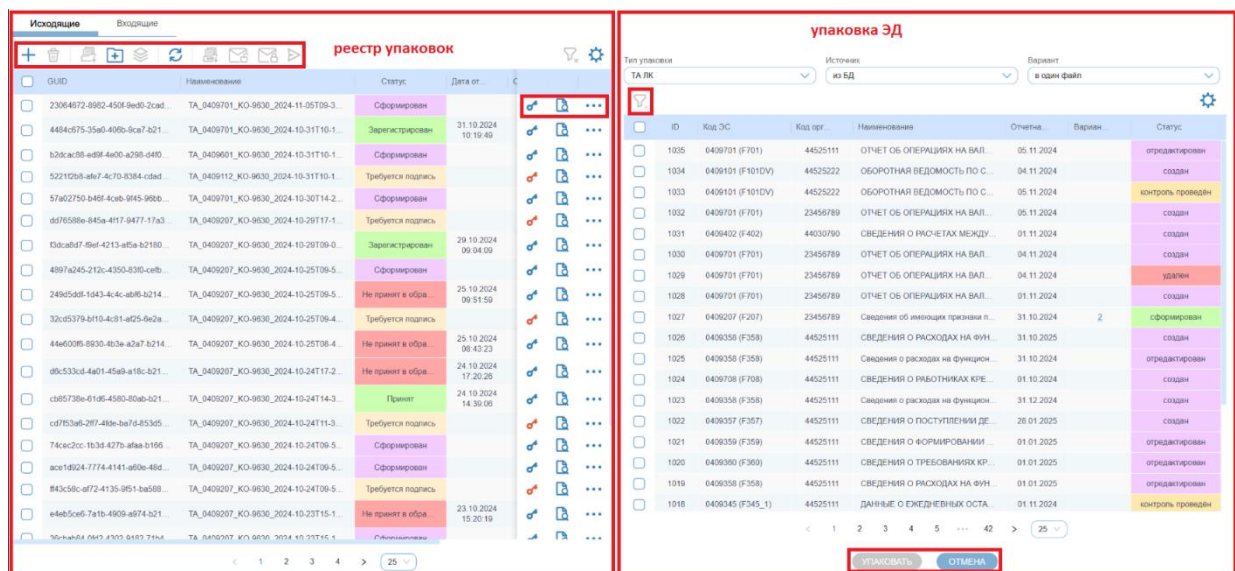 Исходящие Входящие
реестр упаковок
GUID Наименование Статус Дата от...
23064672-8982-450f-9ed0-2cad... TA_0409701_KO-9630_2024-11-05T09-3... Сформирован
4484c675-35a0-406b-9ca7-b21... TA_0409701_KO-9630_2024-10-31T10-1... Зарегистрирован 31.10.2024 10:19:49
b2dcac88-ed9f-4e00-a298-d4f0... TA_0409601_KO-9630_2024-10-31T10-1... Сформирован
5221f2b8-afe7-4c70-8384-cdad... TA_0409112_KO-9630_2024-10-31T10-1... Требуется подпись
57a02750-b46f-4ceb-9f45-96bb... TA_0409701_KO-9630_2024-10-30T14-2... Сформирован
dd76588e-845a-4f17-9477-17a3... TA_0409207_KO-9630_2024-10-29T17-1... Требуется подпись
f3dca8d7-f9ef-4213-af5a-b2180... TA_0409207_KO-9630_2024-10-29T09-0... Зарегистрирован 29.10.2024 09:04:09
4897a245-212c-4350-83f0-cefb... TA_0409207_KO-9630_2024-10-25T09-5... Сформирован
249d5ddf-1d43-4c4c-abf6-b214... TA_0409207_KO-9630_2024-10-25T09-5... Не принят в обра... 25.10.2024 09:51:59
32cd5379-bf10-4c81-af25-6e2a... TA_0409207_KO-9630_2024-10-25T09-4... Требуется подпись
44e600f6-8930-4b3e-a2a7-b214... TA_0409207_KO-9630_2024-10-25T08-4... Не принят в обра... 25.10.2024 08:43:23
d6c533cd-4a01-45a9-a18c-b21... TA_0409207_KO-9630_2024-10-24T17-2... Не принят в обра... 24.10.2024 17:20:26
cb85738e-61d6-4580-80ab-b21... TA_0409207_KO-9630_2024-10-24T14-3... Принят 24.10.2024 14:39:06
cd7f53a6-2ff7-4fde-ba7d-853d5... TA_0409207_KO-9630_2024-10-24T11-3... Требуется подпись
74cec2cc-1b3d-427b-afaa-b166... TA_0409207_KO-9630_2024-10-24T09-5... Сформирован
ace1d924-7774-4141-a60e-48d... TA_0409207_KO-9630_2024-10-24T09-5... Сформирован
ff43c58c-af72-4135-9f51-ba588... TA_0409207_KO-9630_2024-10-24T09-5... Требуется подпись
e4eb5ce6-7a1b-4909-a974-b21... TA_0409207_KO-9630_2024-10-23T15-1... Не принят в обра... 23.10.2024 15:20:19
1 2 3 4 25
упаковка ЭД
Тип упаковки Источник Вариант
ТА ЛК из БД в один файл
ID Код ЭС Код орг... Наименование Отчетна... Вариан... Статус
1035 0409701 (F701) 44525111 ОТЧЕТ ОБ ОПЕРАЦИЯХ НА ВАЛ... 05.11.2024 отредактирован
1034 0409101 (F101DV) 44525222 ОБОРОТНАЯ ВЕДОМОСТЬ ПО С... 04.11.2024 создан
1033 0409101 (F101DV) 44525222 ОБОРОТНАЯ ВЕДОМОСТЬ ПО С... 05.11.2024 контроль проведён
1032 0409701 (F701) 23456789 ОТЧЕТ ОБ ОПЕРАЦИЯХ НА ВАЛ... 05.11.2024 создан
1031 0409402 (F402) 44030790 СВЕДЕНИЯ О РАСЧЕТАХ МЕЖДУ... 01.11.2024 создан
1030 0409701 (F701) 23456789 ОТЧЕТ ОБ ОПЕРАЦИЯХ НА ВАЛ... 04.11.2024 создан
1029 0409701 (F701) 23456789 ОТЧЕТ ОБ ОПЕРАЦИЯХ НА ВАЛ... 04.11.2024 удален
1028 0409701 (F701) 23456789 ОТЧЕТ ОБ ОПЕРАЦИЯХ НА ВАЛ... 01.11.2024 создан
1027 0409207 (F207) 23456789 Сведения об имеющих признаки п... 31.10.2024 2 сформирован
1026 0409358 (F358) 44525111 СВЕДЕНИЯ О РАСХОДАХ НА ФУН... 31.10.2025 создан
1025 0409358 (F358) 44525111 Сведения о расходах на функцион... 31.10.2024 отредактирован
1024 0409708 (F708) 44525111 СВЕДЕНИЯ О РАБОТНИКАХ КРЕ... 01.10.2024 создан
1023 0409358 (F358) 44525111 Сведения о расходах на функцион... 31.12.2024 создан
1022 0409357 (F357) 44525111 СВЕДЕНИЯ О ПОСТУПЛЕНИИ ДЕ... 28.01.2025 создан
1021 0409359 (F359) 44525111 СВЕДЕНИЯ О ФОРМИРОВАНИИ ... 01.01.2025 отредактирован
1020 0409360 (F360) 44525111 СВЕДЕНИЯ О ТРЕБОВАНИЯХ КР... 01.01.2025 отредактирован
1019 0409358 (F358) 44525111 СВЕДЕНИЯ О РАСХОДАХ НА ФУН... 01.01.2025 отредактирован
1018 0409345 (F345_1) 44525111 ДАННЫЕ О ЕЖЕДНЕВНЫХ ОСТА... 01.11.2024 контроль проведён
1 2 3 4 5 ... 42 25
УПАКОВАТЬ ОТМЕНА